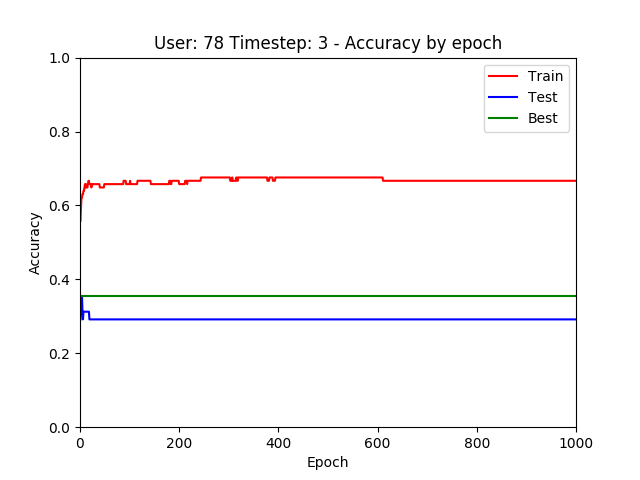 User: 78 Timestep: 3 - Accuracy by epoch
1.0
0.8
0.6
0.4
0.2
0.0
Accuracy
Train
Test
Best
0 200 400 600 800 1000
Epoch